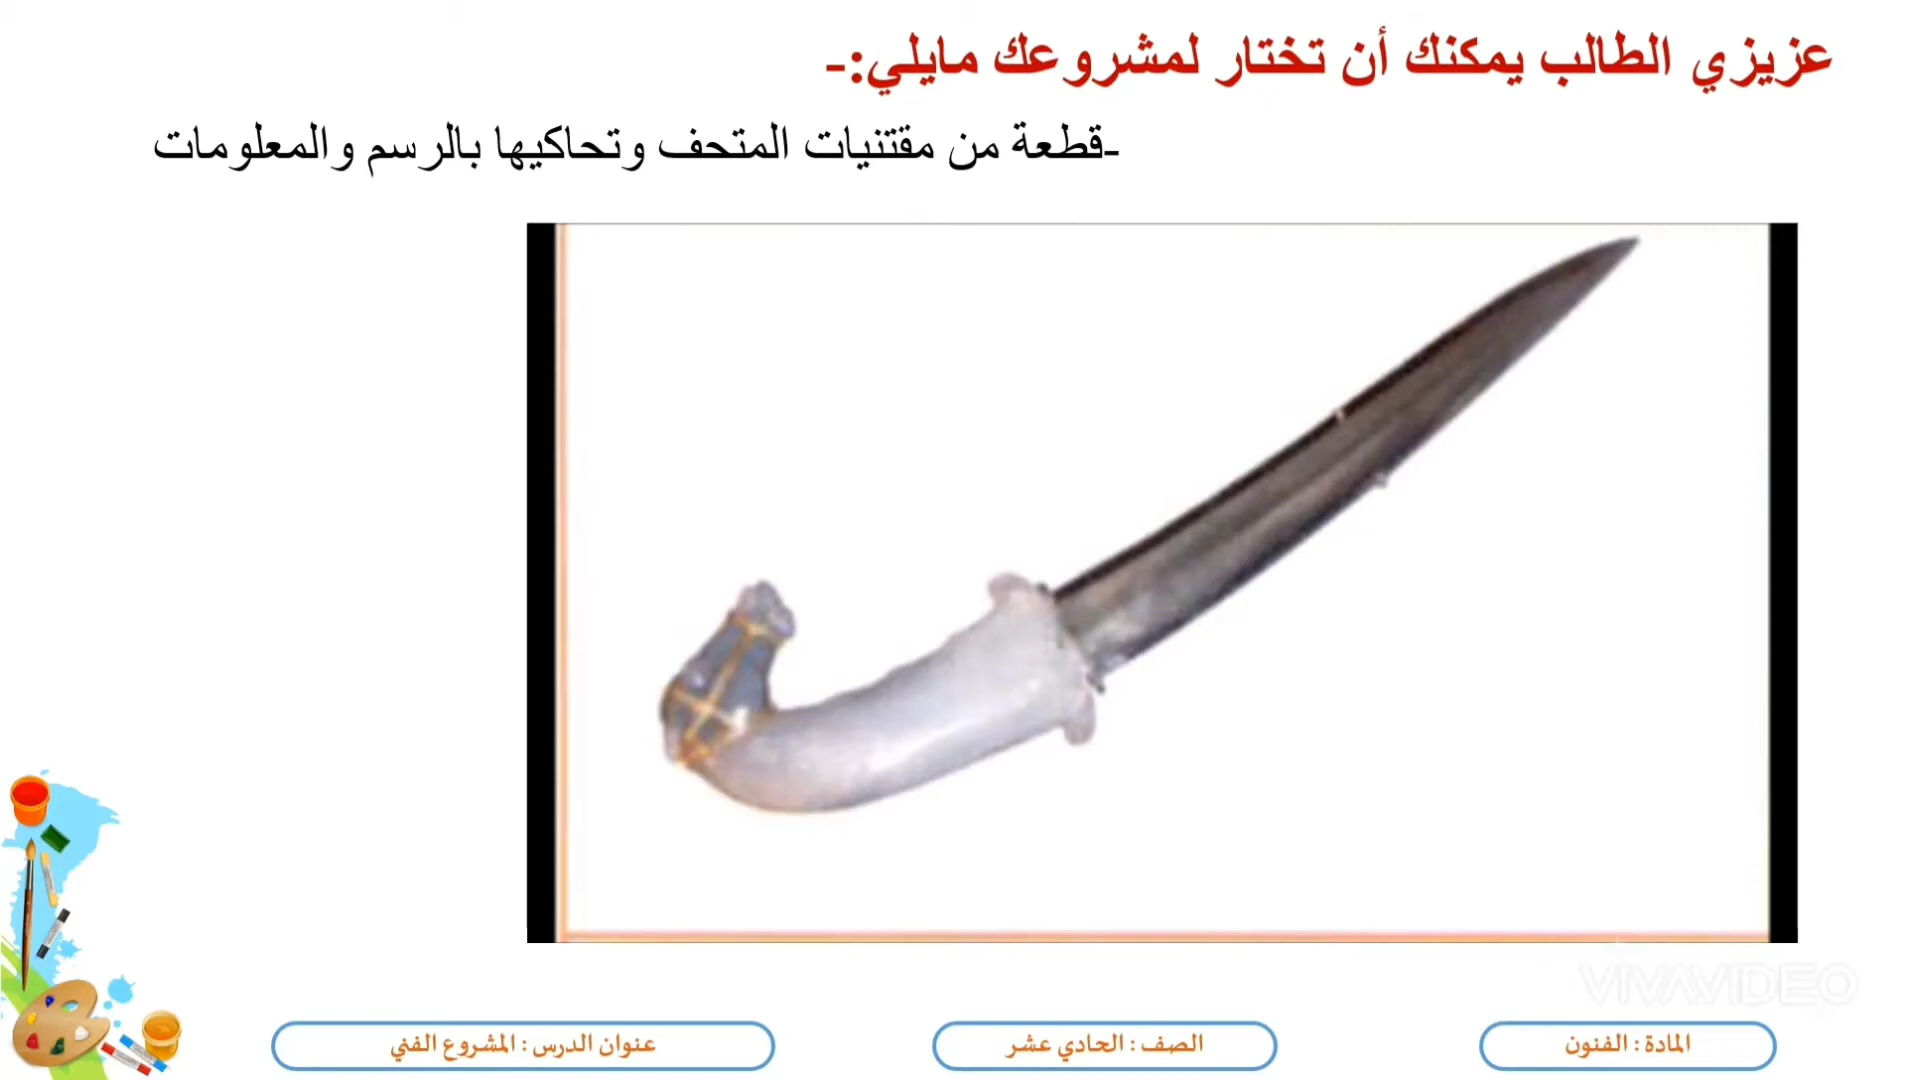 عزيزي الطالب يمكنك أن تختار لمشروعك مايلي:-
-قطعة من مقتنيات المتحف وتحاكيها بالرسم والمعلومات
VIVAVIDEO
المادة : الفنون
الصف : الحادي عشر
عنوان الدرس : المشروع الفني